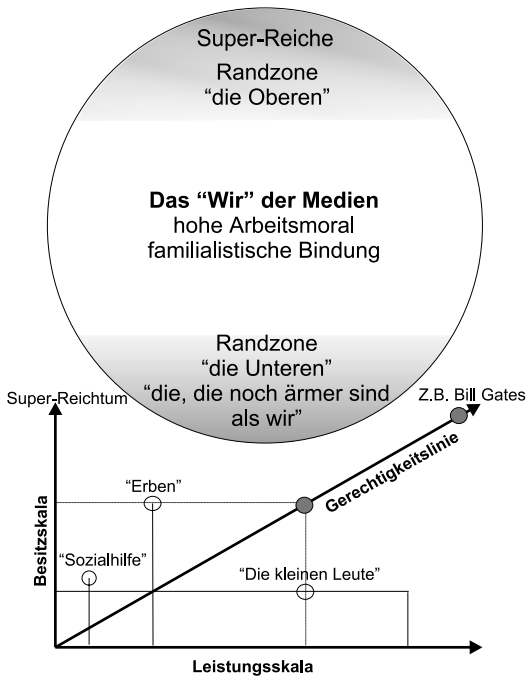 Super-Reiche
Randzone
“die Oberen”
Das “Wir” der Medien
hohe Arbeitsmoral
familialistische Bindung
Randzone
“die Unteren”
“die, die noch ärmer sind
als wir”
Super-Reichtum
Z.B. Bill Gates
Gerechtigkeitslinie
“Erben”
“Sozialhilfe”
“Die kleinen Leute”
Besitzskala
Leistungsskala